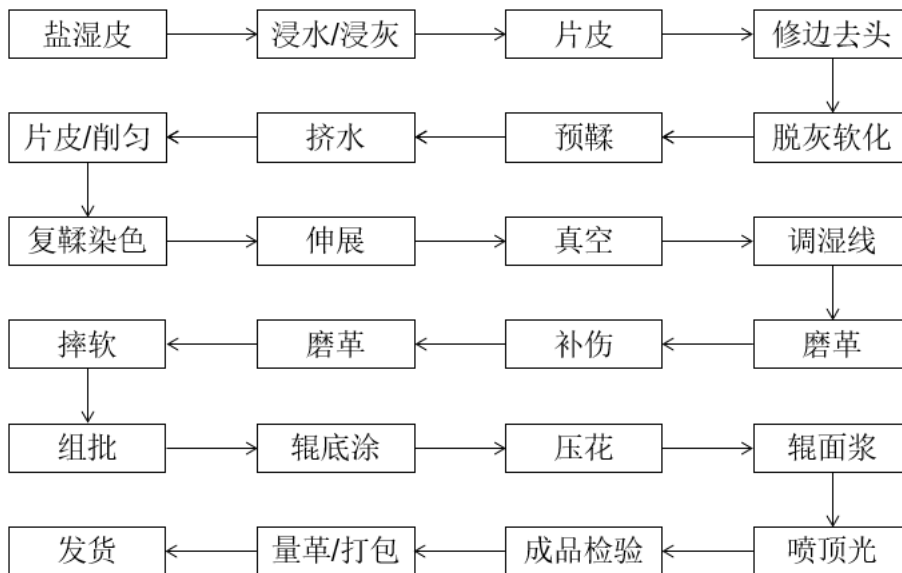 盐湿皮
浸水/浸灰
片皮
修边去头
脱灰软化
预鞣
挤水
片皮/削匀
复鞣染色
伸展
真空
调湿线
磨革
补伤
磨革
摔软
组批
辊底涂
压花
辊面浆
喷顶光
成品检验
量革/打包
发货